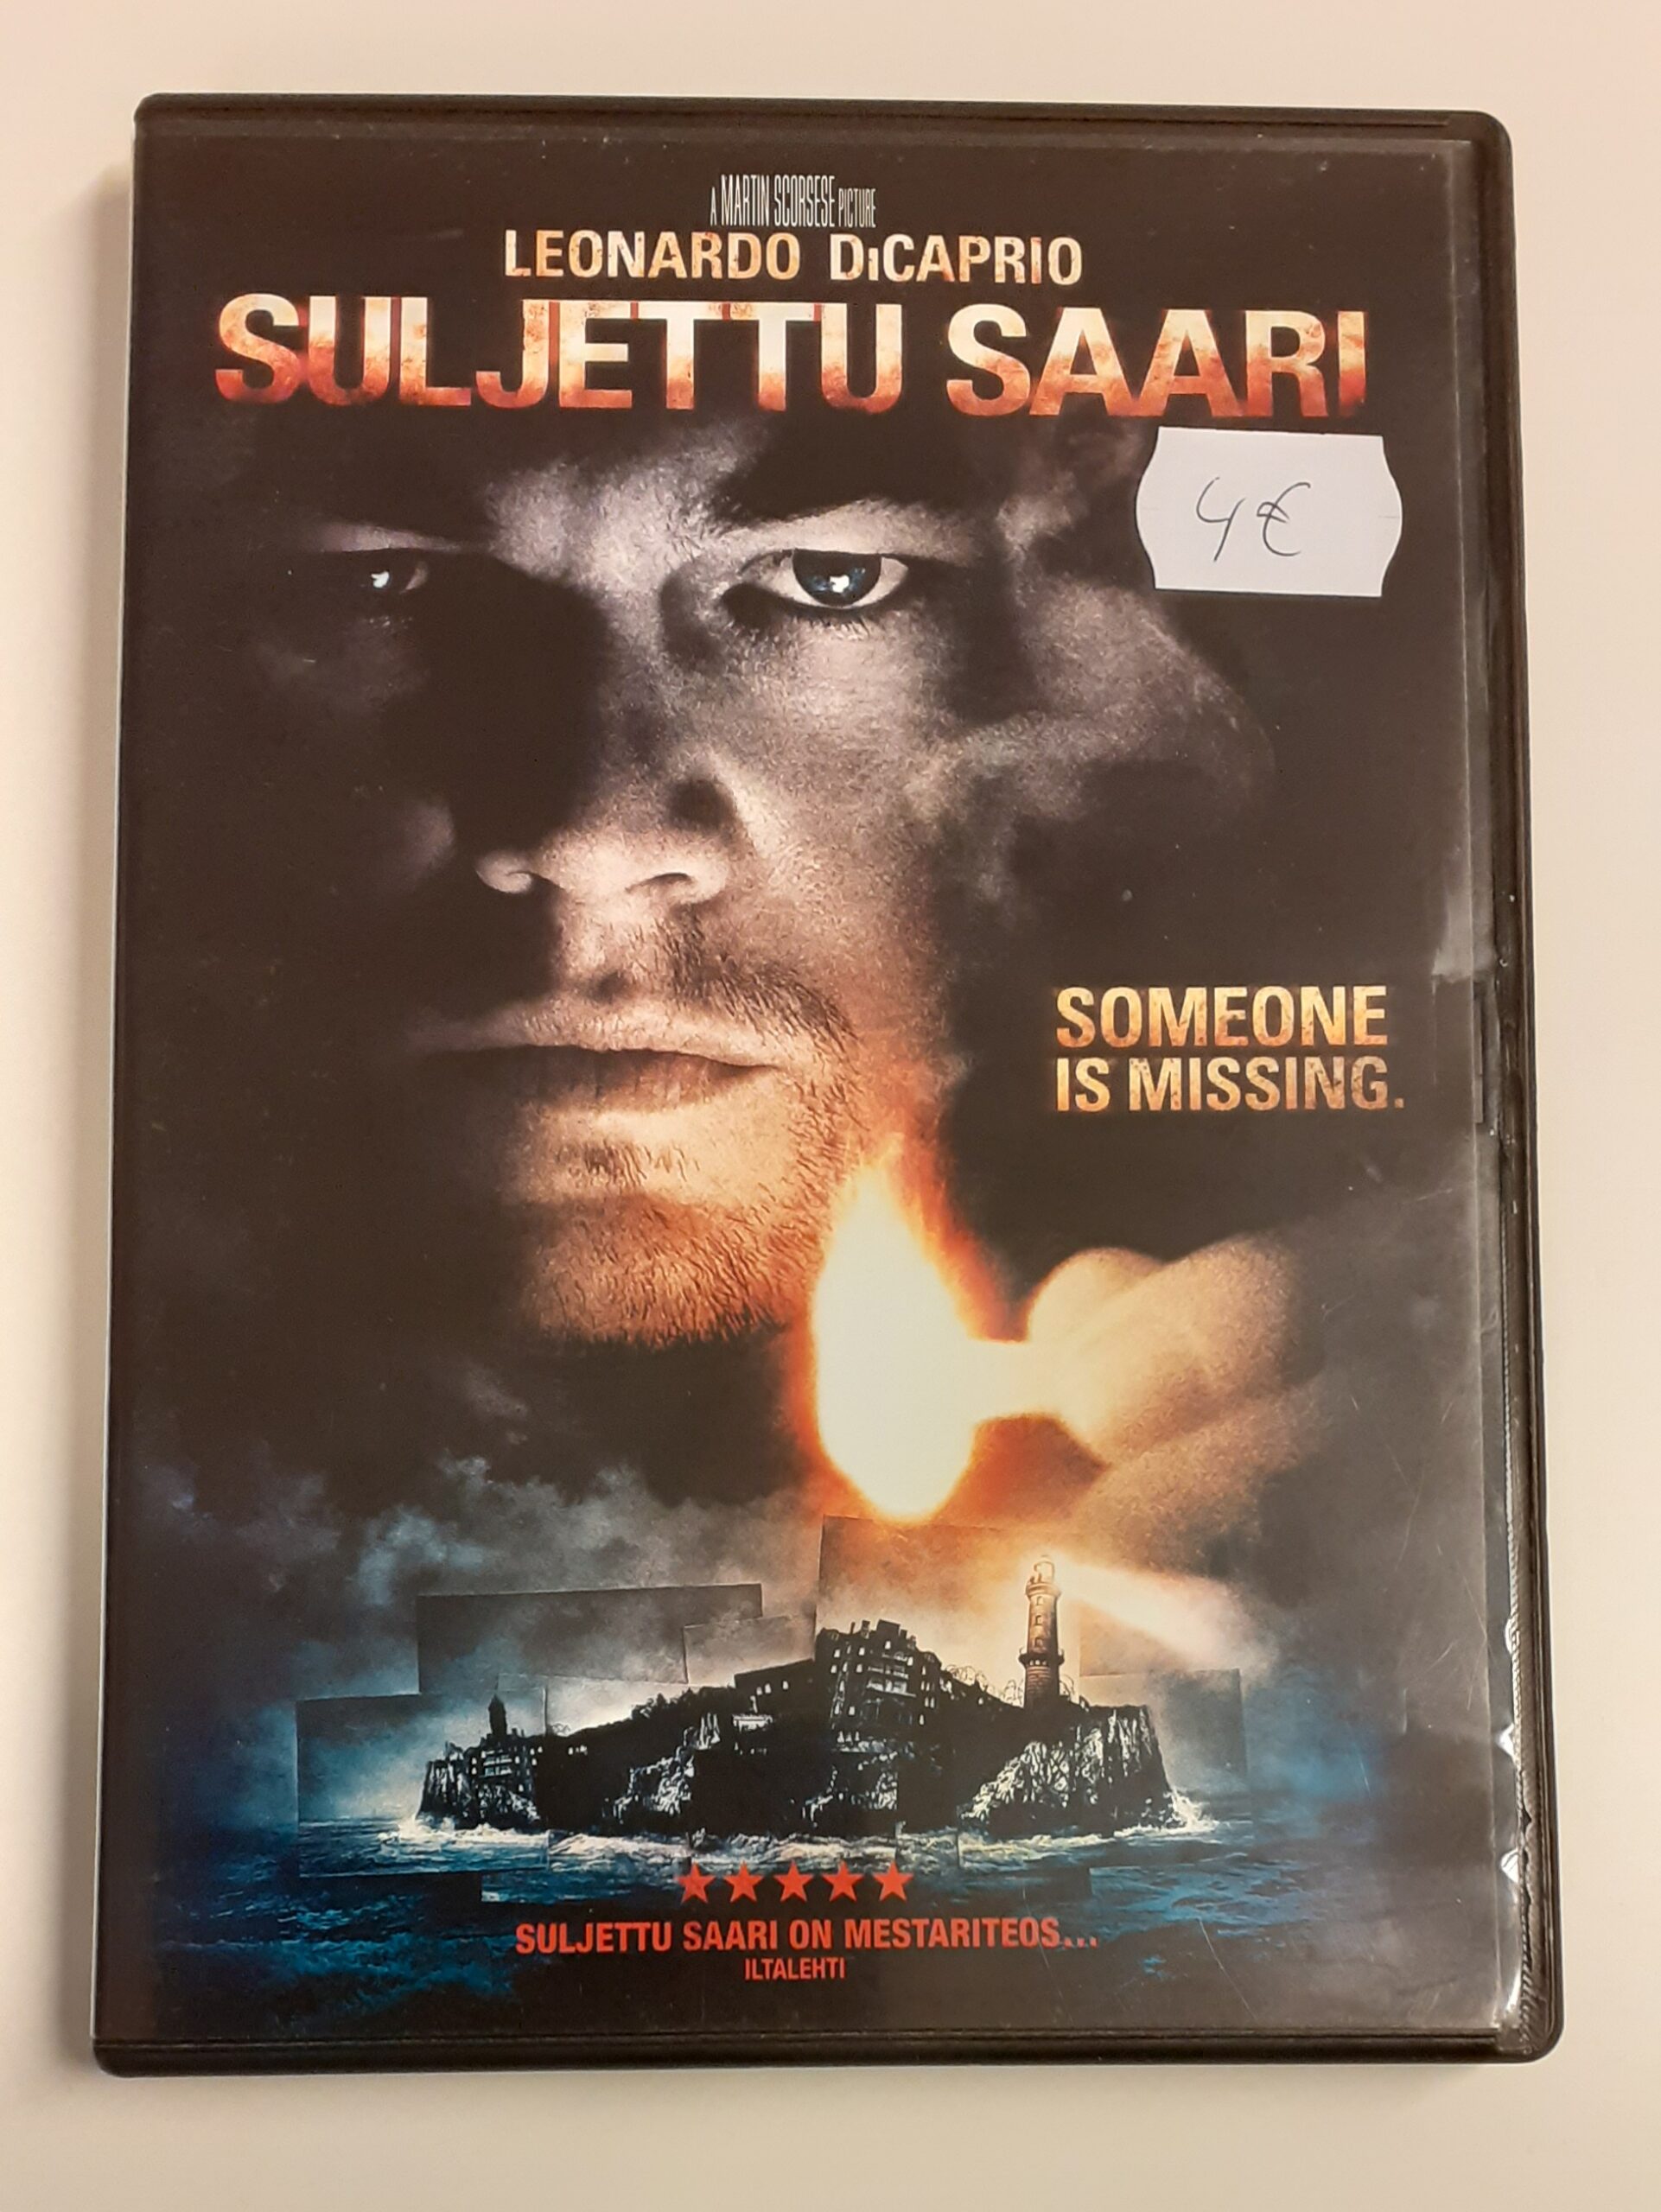 A MARTIN SCORSESE PICTURE
LEONARDO DiCAPRIO
SULJETTU SAARI
4€
SOMEONE
IS MISSING.
SULJETTU SAARI ON MESTARITEOS...
ILTALEHTI